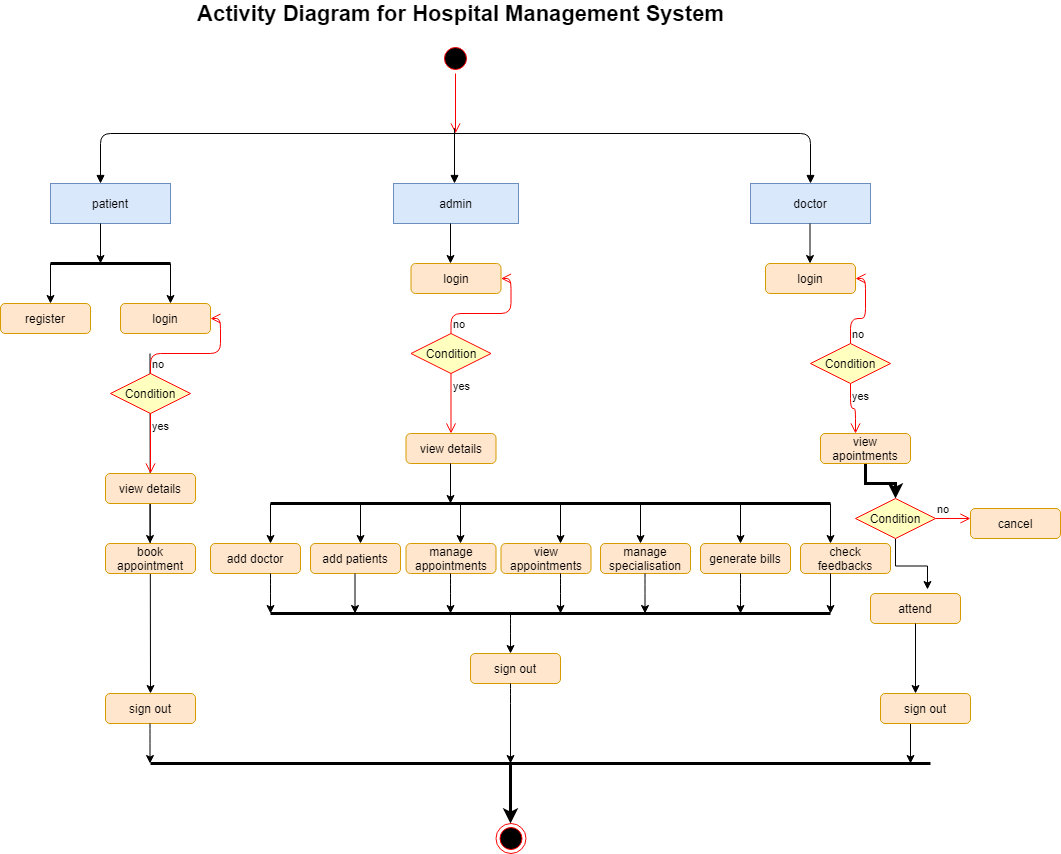 Activity Diagram for Hospital Management System
patient
admin
doctor
login
login
register
login
no
no
no
Condition
Condition
Condition
yes
yes
yes
view details
view
apointments
view details
no
Condition
cancel
book
appointment
add doctor
add patients
manage
appointments
view
appointments
manage
specialisation
generate bills
check
feedbacks
attend
sign out
sign out
sign out